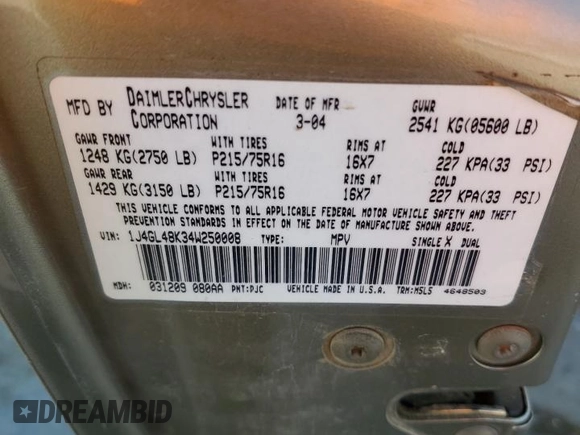 MFD BY DAIMLERCHRYSLER CORPORATION DATE OF MFR 3-04 GVWR 2541 KG(05600 LB)
GAWR FRONT WITH TIRES RIMS AT COLD
1248 KG(2750 LB) P215/75R16 16X7 227 KPA(33 PSI)
GAWR REAR WITH TIRES RIMS AT COLD
1429 KG(3150 LB) P215/75R16 16X7 227 KPA(33 PSI)
THIS VEHICLE CONFORMS TO ALL APPLICABLE FEDERAL MOTOR VEHICLE SAFETY AND THEFT
PREVENTION STANDARDS IN EFFECT ON THE DATE OF MANUFACTURE SHOWN ABOVE.
VIN: 1J4GL48K34W250008 TYPE: MPV SINGLE X DUAL
MDH: 031209 080AA PNT:PJC VEHICLE MADE IN U.S.A. TRM:M5L5 4648503
DREAMBID